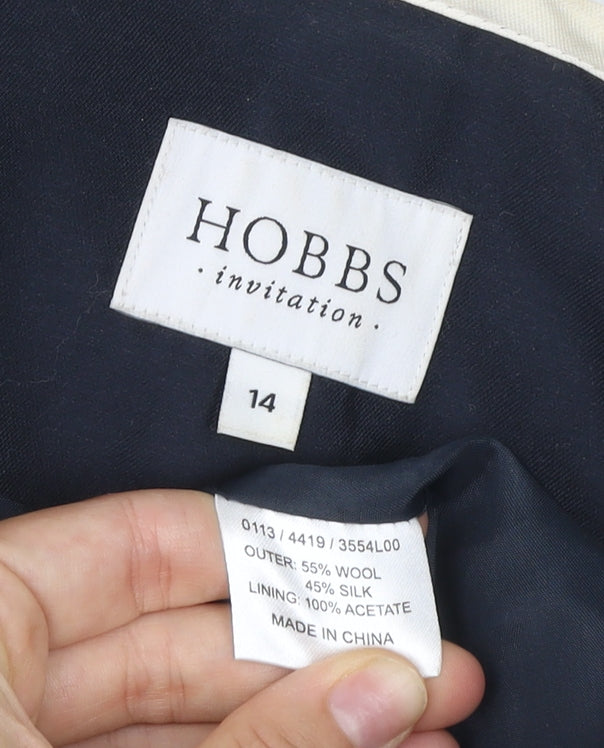 HOBBS
· invitation ·
14
0113 / 4419 / 3554L00
OUTER: 55% WOOL
45% SILK
LINING: 100% ACETATE
MADE IN CHINA